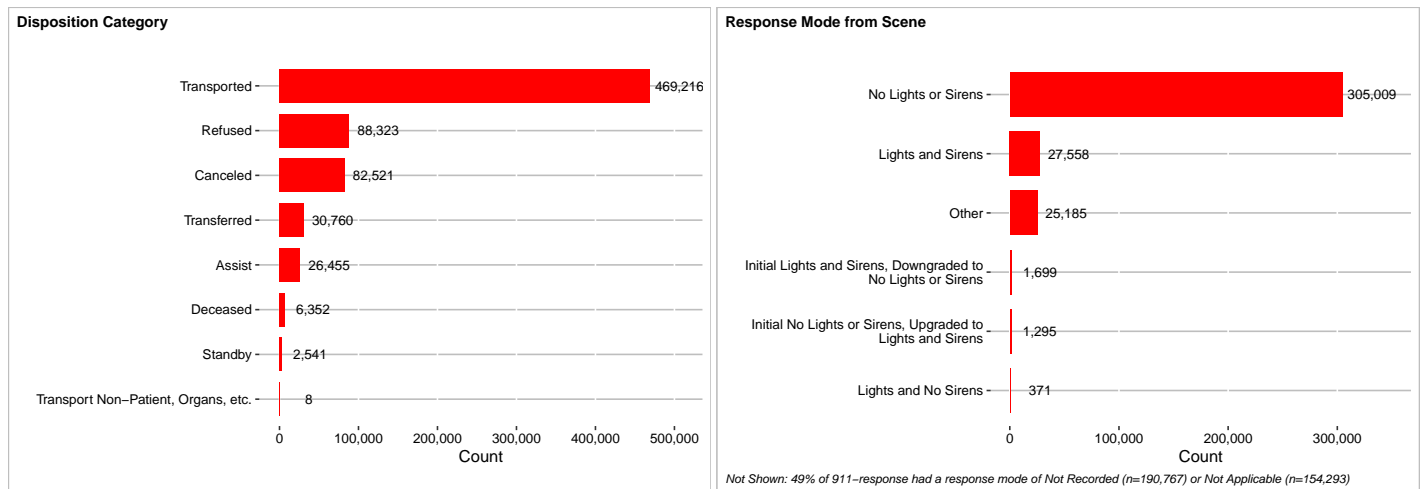 Disposition Category
Transported
469,216
Refused
88,323
Canceled
82,521
Transferred
30,760
Assist
26,455
Deceased
6,352
Standby
2,541
Transport Non−Patient, Organs, etc.
8
0 100,000 200,000 300,000 400,000 500,000
Count
Response Mode from Scene
No Lights or Sirens
305,009
Lights and Sirens
27,558
Other
25,185
Initial Lights and Sirens, Downgraded to
No Lights or Sirens
1,699
Initial No Lights or Sirens, Upgraded to
Lights and Sirens
1,295
Lights and No Sirens
371
0 100,000 200,000 300,000
Count
Not Shown: 49% of 911−response had a response mode of Not Recorded (n=190,767) or Not Applicable (n=154,293)